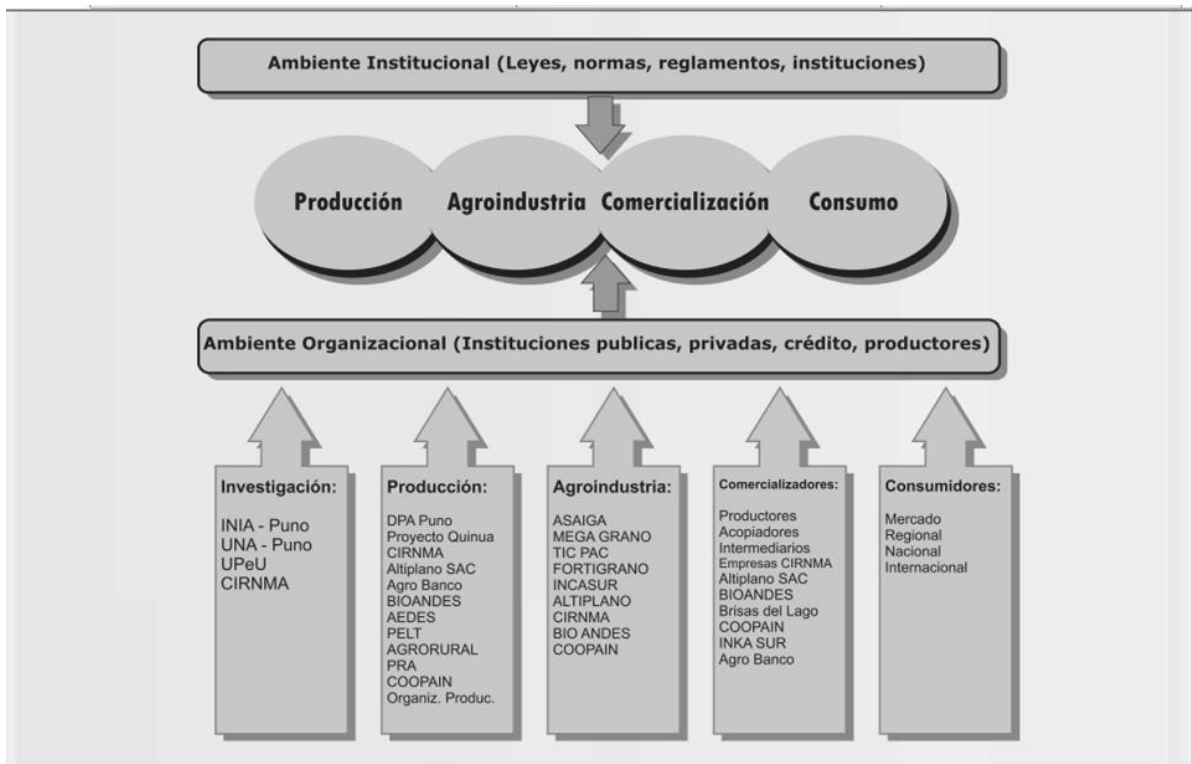 Ambiente Institucional (Leyes, normas, reglamentos, instituciones)
Producción
Agroindustria
Comercialización
Consumo
Ambiente Organizacional (Instituciones publicas, privadas, crédito, productores)
Investigación:
INIA - Puno
UNA - Puno
UPeU
CIRNMA
Producción:
DPA Puno
Proyecto Quinua
CIRNMA
Altiplano SAC
Agro Banco
BIOANDES
AEDES
PELT
AGRORURAL
PRA
COOPAIN
Organiz. Produc.
Agroindustria:
ASAIGA
MEGA GRANO
TIC PAC
FORTIGRANO
INCASUR
ALTIPLANO
CIRNMA
BIO ANDES
COOPAIN
Comercializadores:
Productores
Acopiadores
Intermediarios
Empresas CIRNMA
Altiplano SAC
BIOANDES
Brisas del Lago
COOPAIN
INKA SUR
Agro Banco
Consumidores:
Mercado
Regional
Nacional
Internacional